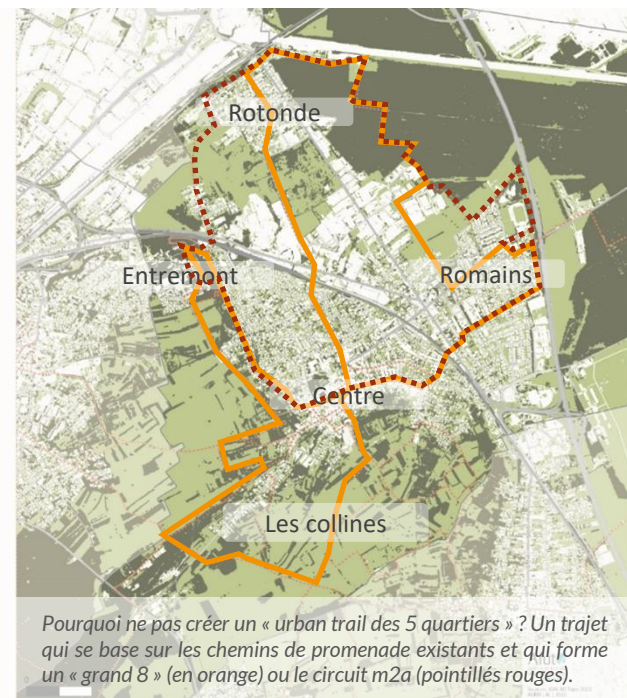 Rotonde
Entremont
Romains
Centre
Les collines
Pourquoi ne pas créer un « urban trail des 5 quartiers » ? Un trajet
qui se base sur les chemins de promenade existants et qui forme
un « grand 8 » (en orange) ou le circuit m2a (pointillés rouges).